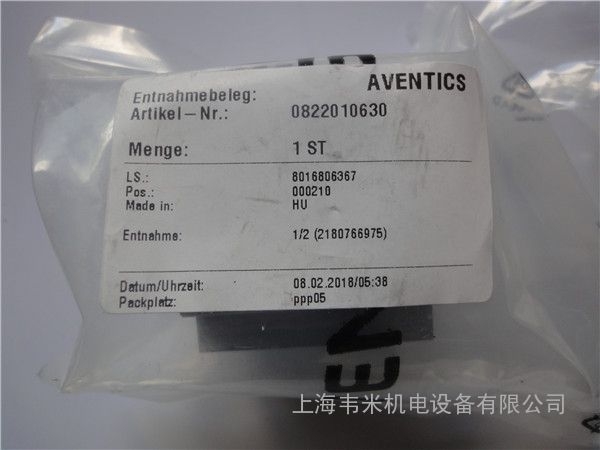 AVENTICS
Entnahmebeleg:
Artikel-Nr.: 0822010630
Menge: 1 ST
LS.: 8016806367
Pos.: 000210
Made in: HU
Entnahme: 1/2 (2180766975)
Datum/Uhrzeit: 08.02.2018/05:38
Packplatz: ppp05
上海韦米机电设备有限公司